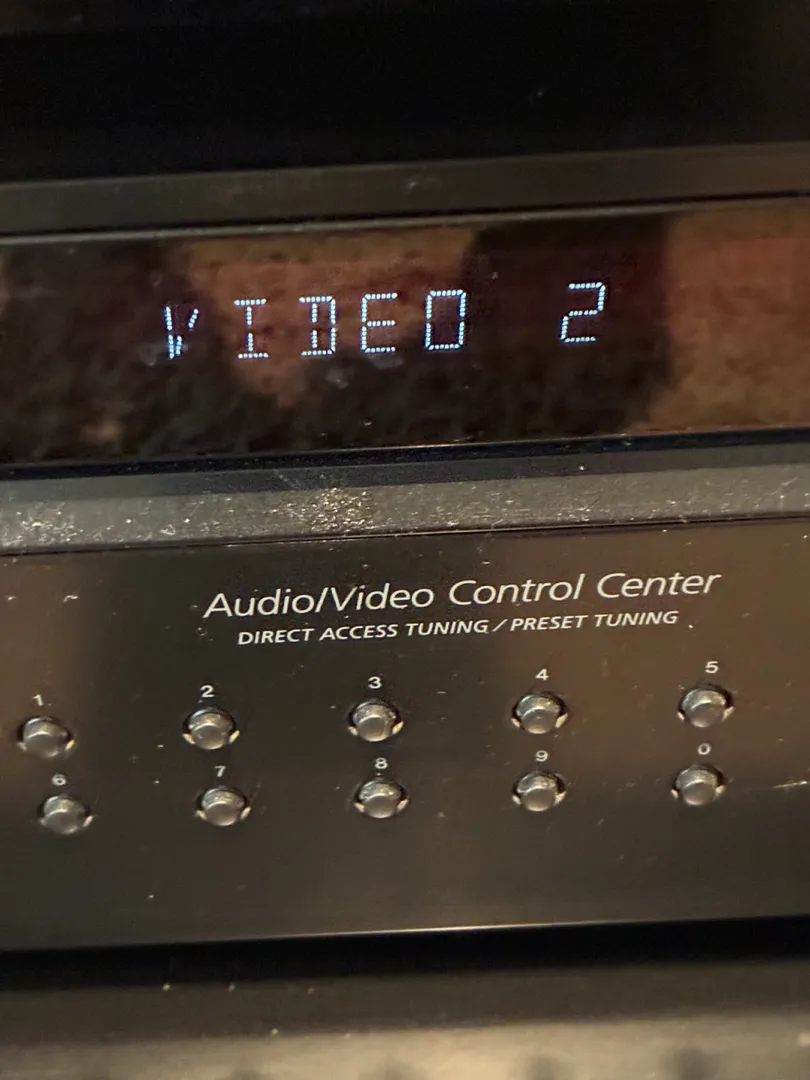 VIDEO 2
Audio/Video Control Center
DIRECT ACCESS TUNING / PRESET TUNING
1 2 3 4 5
6 7 8 9 0